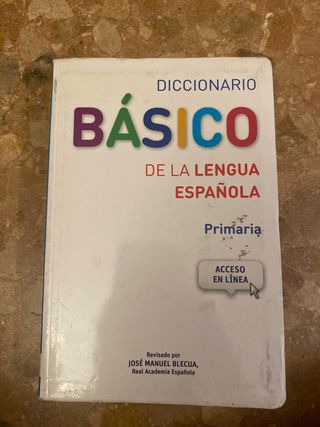 DICCIONARIO
BÁSICO
DE LA LENGUA
ESPAÑOLA
Primaria
ACCESO
EN LÍNEA
Revisado por
JOSÉ MANUEL BLECUA,
Real Academia Española